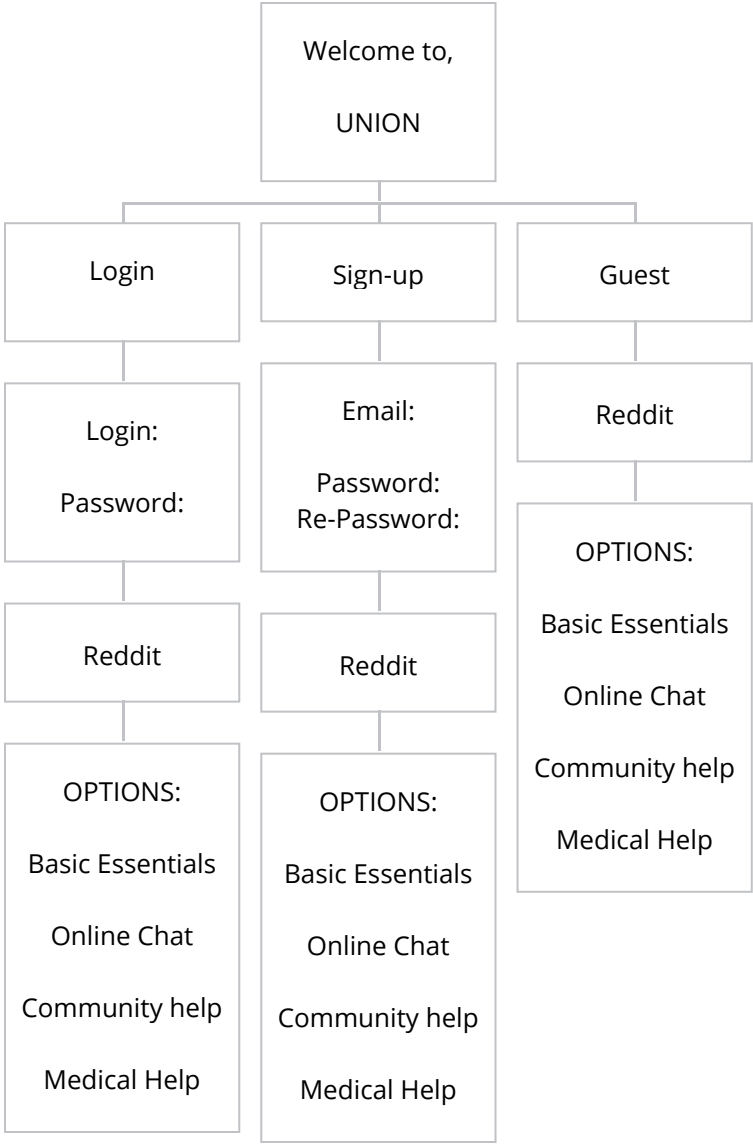 Welcome to,
UNION
Login
Login:
Password:
Reddit
OPTIONS:
Basic Essentials
Online Chat
Community help
Medical Help
Sign-up
Email:
Password:
Re-Password:
Reddit
OPTIONS:
Basic Essentials
Online Chat
Community help
Medical Help
Guest
Reddit
OPTIONS:
Basic Essentials
Online Chat
Community help
Medical Help